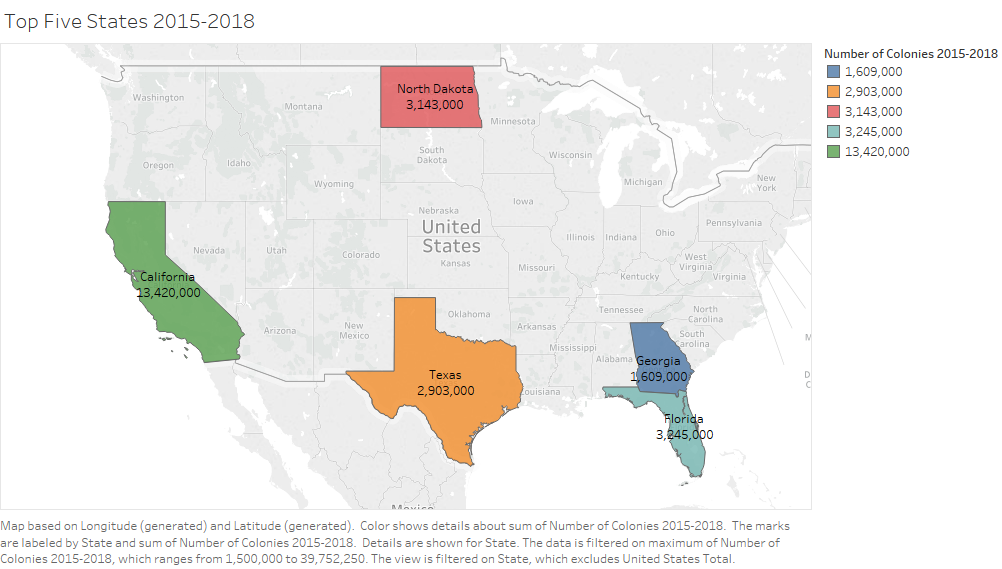 Top Five States 2015-2018
Number of Colonies 2015-2018
1,609,000
2,903,000
3,143,000
3,245,000
13,420,000
North Dakota
3,143,000
Washington
Montana
Minnesota
Oregon
Idaho
South
Dakota
Wisconsin
Michigan
New
York
Wyoming
Iowa
Nebraska
Pennsylvania
United
States
Illinois
Indiana
Ohio
Nevada
Utah
Colorado
Kansas
Missouri
West
Virginia
Kentucky
Virginia
California
13,420,000
Tennessee
North
Carolina
Oklahoma
Arizona
New
Mexico
Arkansas
South
Carolina
Mississippi
Alabama
Georgia
1,609,000
Texas
2,903,000
Louisiana
Florida
3,245,000
Mexico
Map based on Longitude (generated) and Latitude (generated).  Color shows details about sum of Number of Colonies 2015-2018.  The marks
are labeled by State and sum of Number of Colonies 2015-2018.  Details are shown for State. The data is filtered on maximum of Number of
Colonies 2015-2018, which ranges from 1,500,000 to 39,752,250. The view is filtered on State, which excludes United States Total.